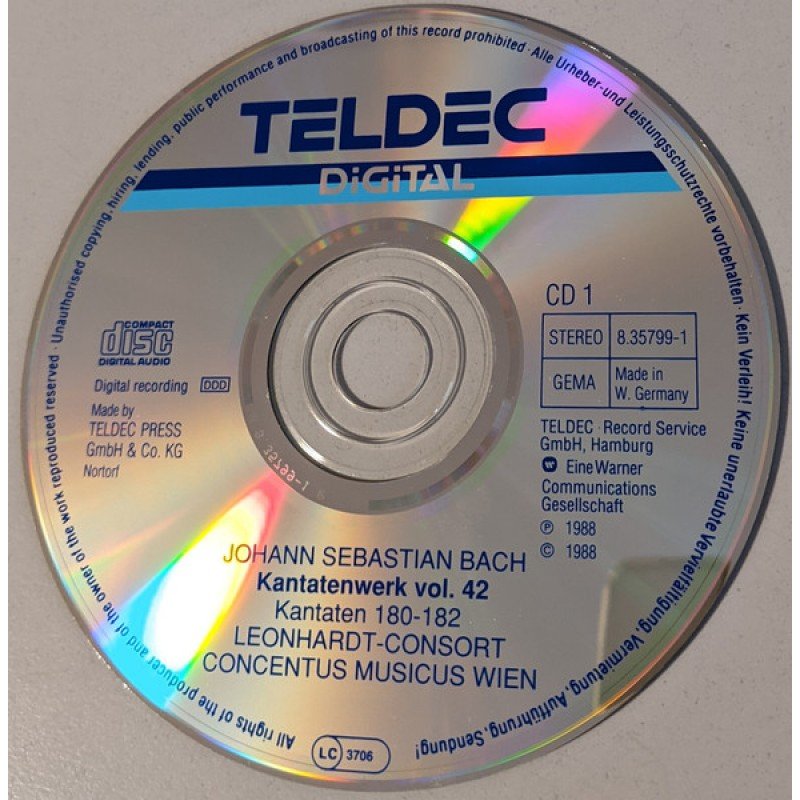 All rights of the producer and of the owner of the work reproduced reserved · Unauthorised copying, hiring, lending, public performance and broadcasting of this record prohibited · Alle Urheber- und Leistungsschutzrechte vorbehalten · Kein Verleih! Keine unerlaubte Vervielfältigung, Vermietung, Aufführung, Sendung!
TELDEC
DiGiTAL
COMPACT
disc
DIGITAL AUDIO
Digital recording DDD
Made by
TELDEC PRESS
GmbH & Co. KG
Nortorf
CD 1
STEREO 8.35799-1
GEMA Made in
W. Germany
TELDEC · Record Service
GmbH, Hamburg
Eine Warner
Communications
Gesellschaft
℗ 1988
© 1988
JOHANN SEBASTIAN BACH
Kantatenwerk vol. 42
Kantaten 180-182
LEONHARDT-CONSORT
CONCENTUS MUSICUS WIEN
LC 3706